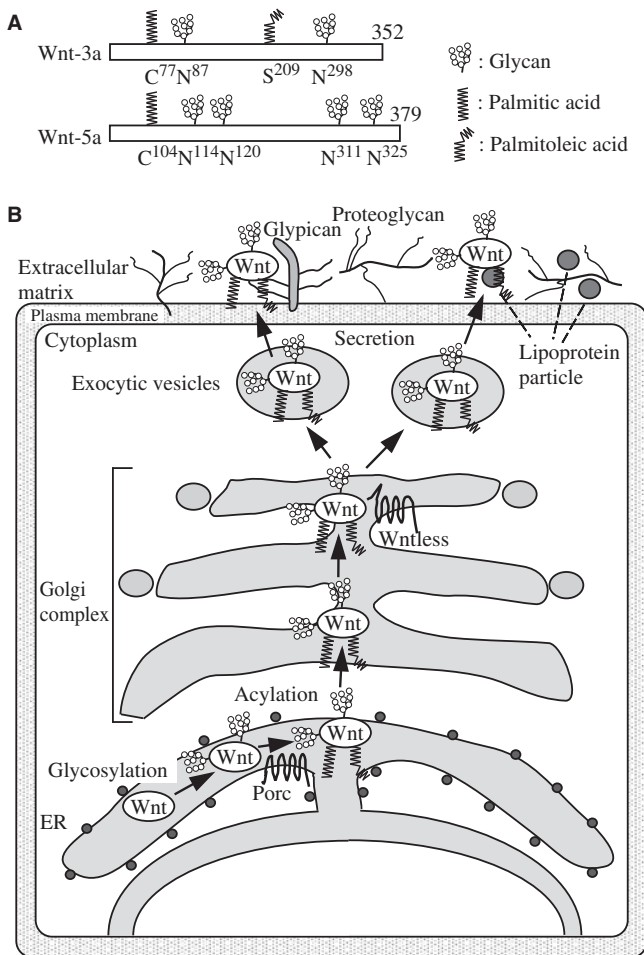 A
Wnt-3a
352
C⁷⁷N⁸⁷
S²⁰⁹
N²⁹⁸
: Glycan
: Palmitic acid
: Palmitoleic acid
Wnt-5a
379
C¹⁰⁴N¹¹⁴N¹²⁰
N³¹¹ N³²⁵
B
Extracellular
matrix
Wnt
Glypican
Proteoglycan
Wnt
Plasma membrane
Cytoplasm
Secretion
Lipoprotein
particle
Exocytic vesicles
Wnt
Wnt
Wnt
Wntless
Golgi
complex
Wnt
Acylation
Wnt
Wnt
Glycosylation
Porc
Wnt
ER